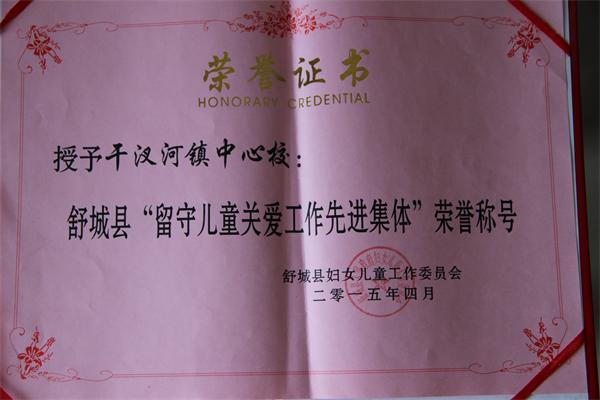 荣誉证书
HONORARY CREDENTIAL
授予干汊河镇中心校：
舒城县“留守儿童关爱工作先进集体”荣誉称号
舒城县妇女儿童工作委员会
二零一五年四月